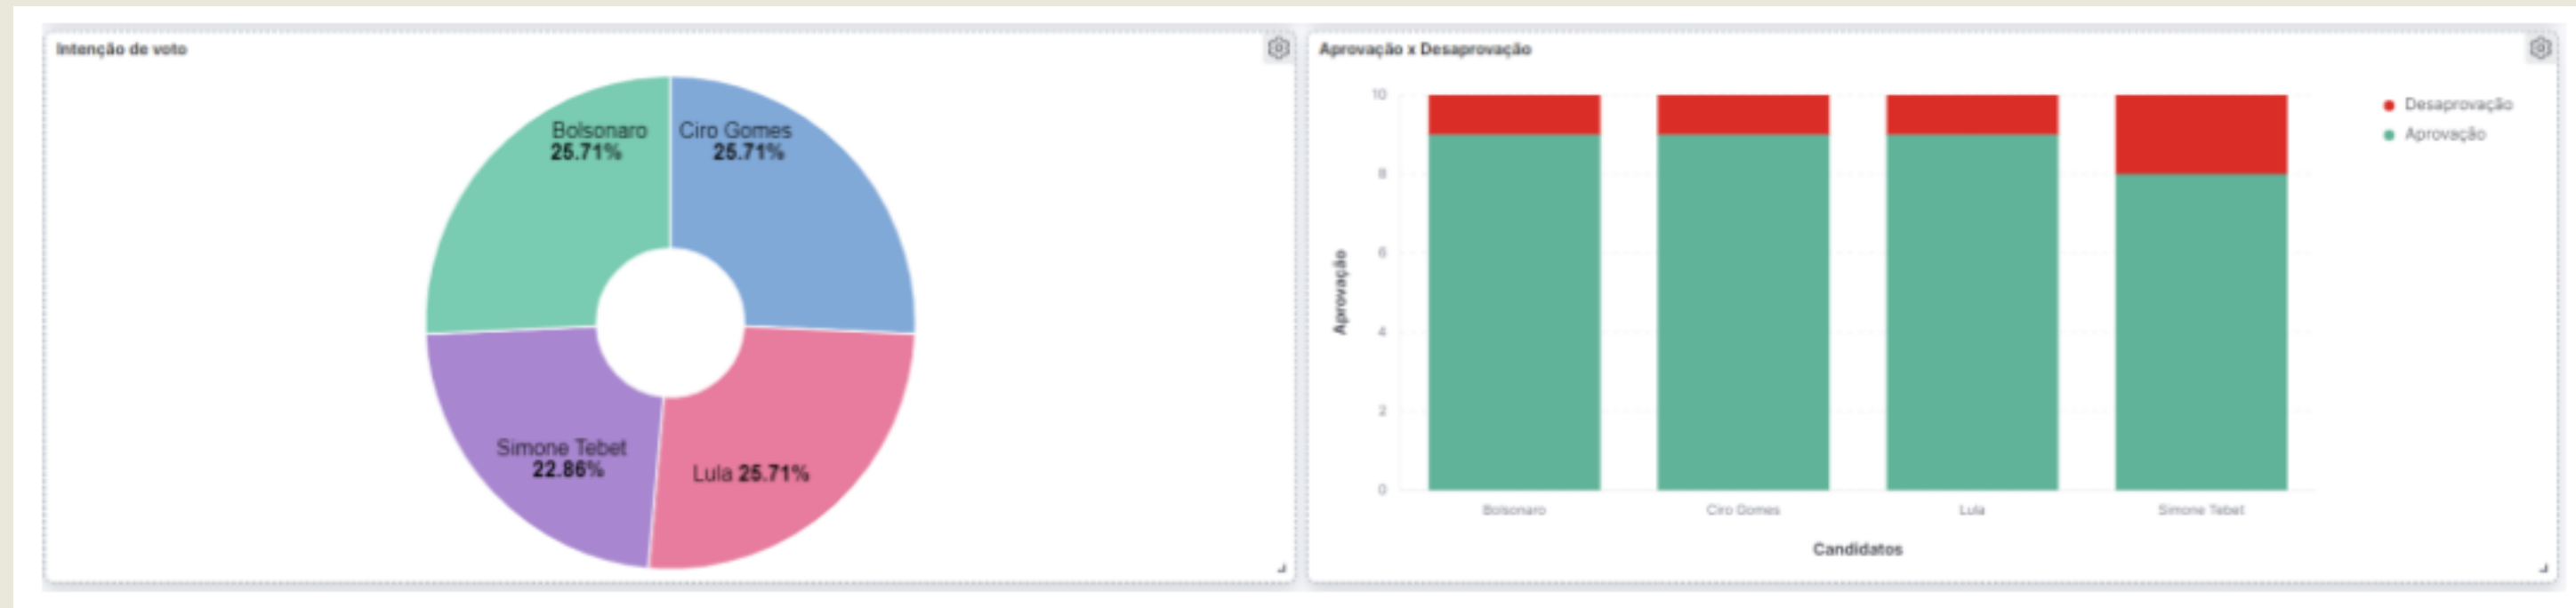 Intenção de voto
Bolsonaro
25.71%
Ciro Gomes
25.71%
Simone Tebet
22.86%
Lula 25.71%
Aprovação x Desaprovação
Desaprovação
Aprovação
10
8
6
4
2
0
Aprovação
Bolsonaro
Ciro Gomes
Lula
Simone Tebet
Candidatos